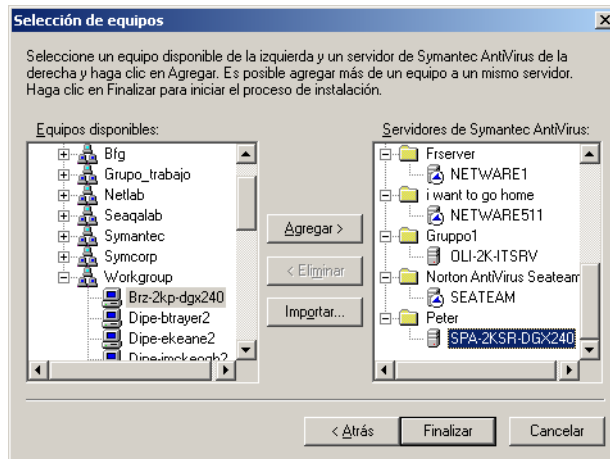 Selección de equipos
Seleccione un equipo disponible de la izquierda y un servidor de Symantec AntiVirus de la
derecha y haga clic en Agregar. Es posible agregar más de un equipo a un mismo servidor.
Haga clic en Finalizar para iniciar el proceso de instalación.
Equipos disponibles:
Bfg
Grupo_trabajo
Netlab
Seaqalab
Symantec
Symcorp
Workgroup
Brz-2kp-dgx240
Dipe-btrayer2
Dipe-ekeane2
Dipe-jmckeogh2
Agregar >
< Eliminar
Importar...
Servidores de Symantec AntiVirus:
Frserver
NETWARE1
i want to go home
NETWARE511
Gruppo1
OLI-2K-ITSRV
Norton AntiVirus Seateam
SEATEAM
Peter
SPA-2KSR-DGX240
< Atrás
Finalizar
Cancelar